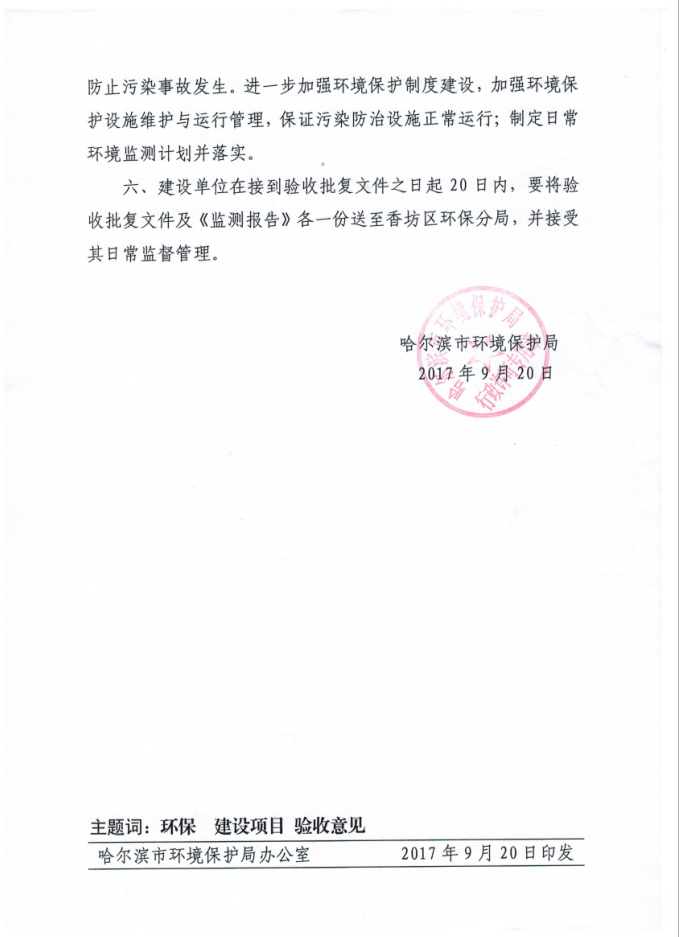 防止污染事故发生。进一步加强环境保护制度建设，加强环境保
护设施维护与运行管理，保证污染防治设施正常运行；制定日常
环境监测计划并落实。
六、建设单位在接到验收批复文件之日起 20 日内，要将验
收批复文件及《监测报告》各一份送至香坊区环保分局，并接受
其日常监督管理。
哈尔滨市环境保护局
行政许可专用章
哈尔滨市环境保护局
2017 年 9 月 20 日
主题词：环保 建设项目 验收意见
哈尔滨市环境保护局办公室 2017 年 9 月 20 日印发